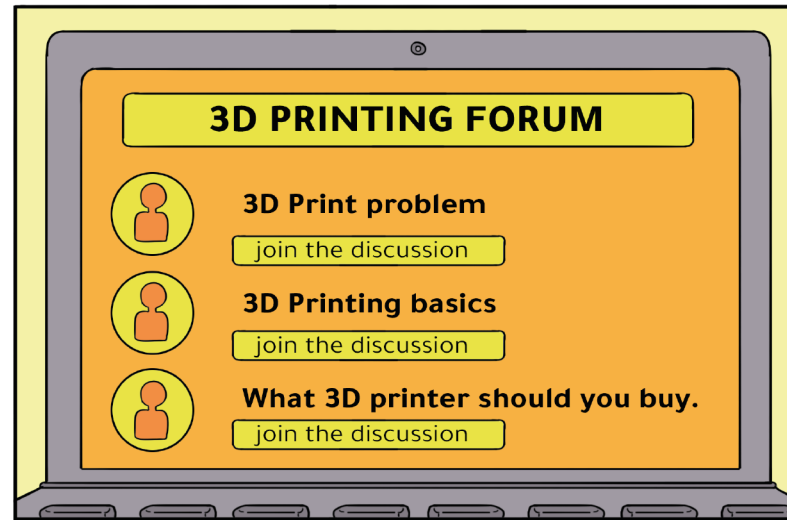 3D PRINTING FORUM
3D Print problem
join the discussion
3D Printing basics
join the discussion
What 3D printer should you buy.
join the discussion